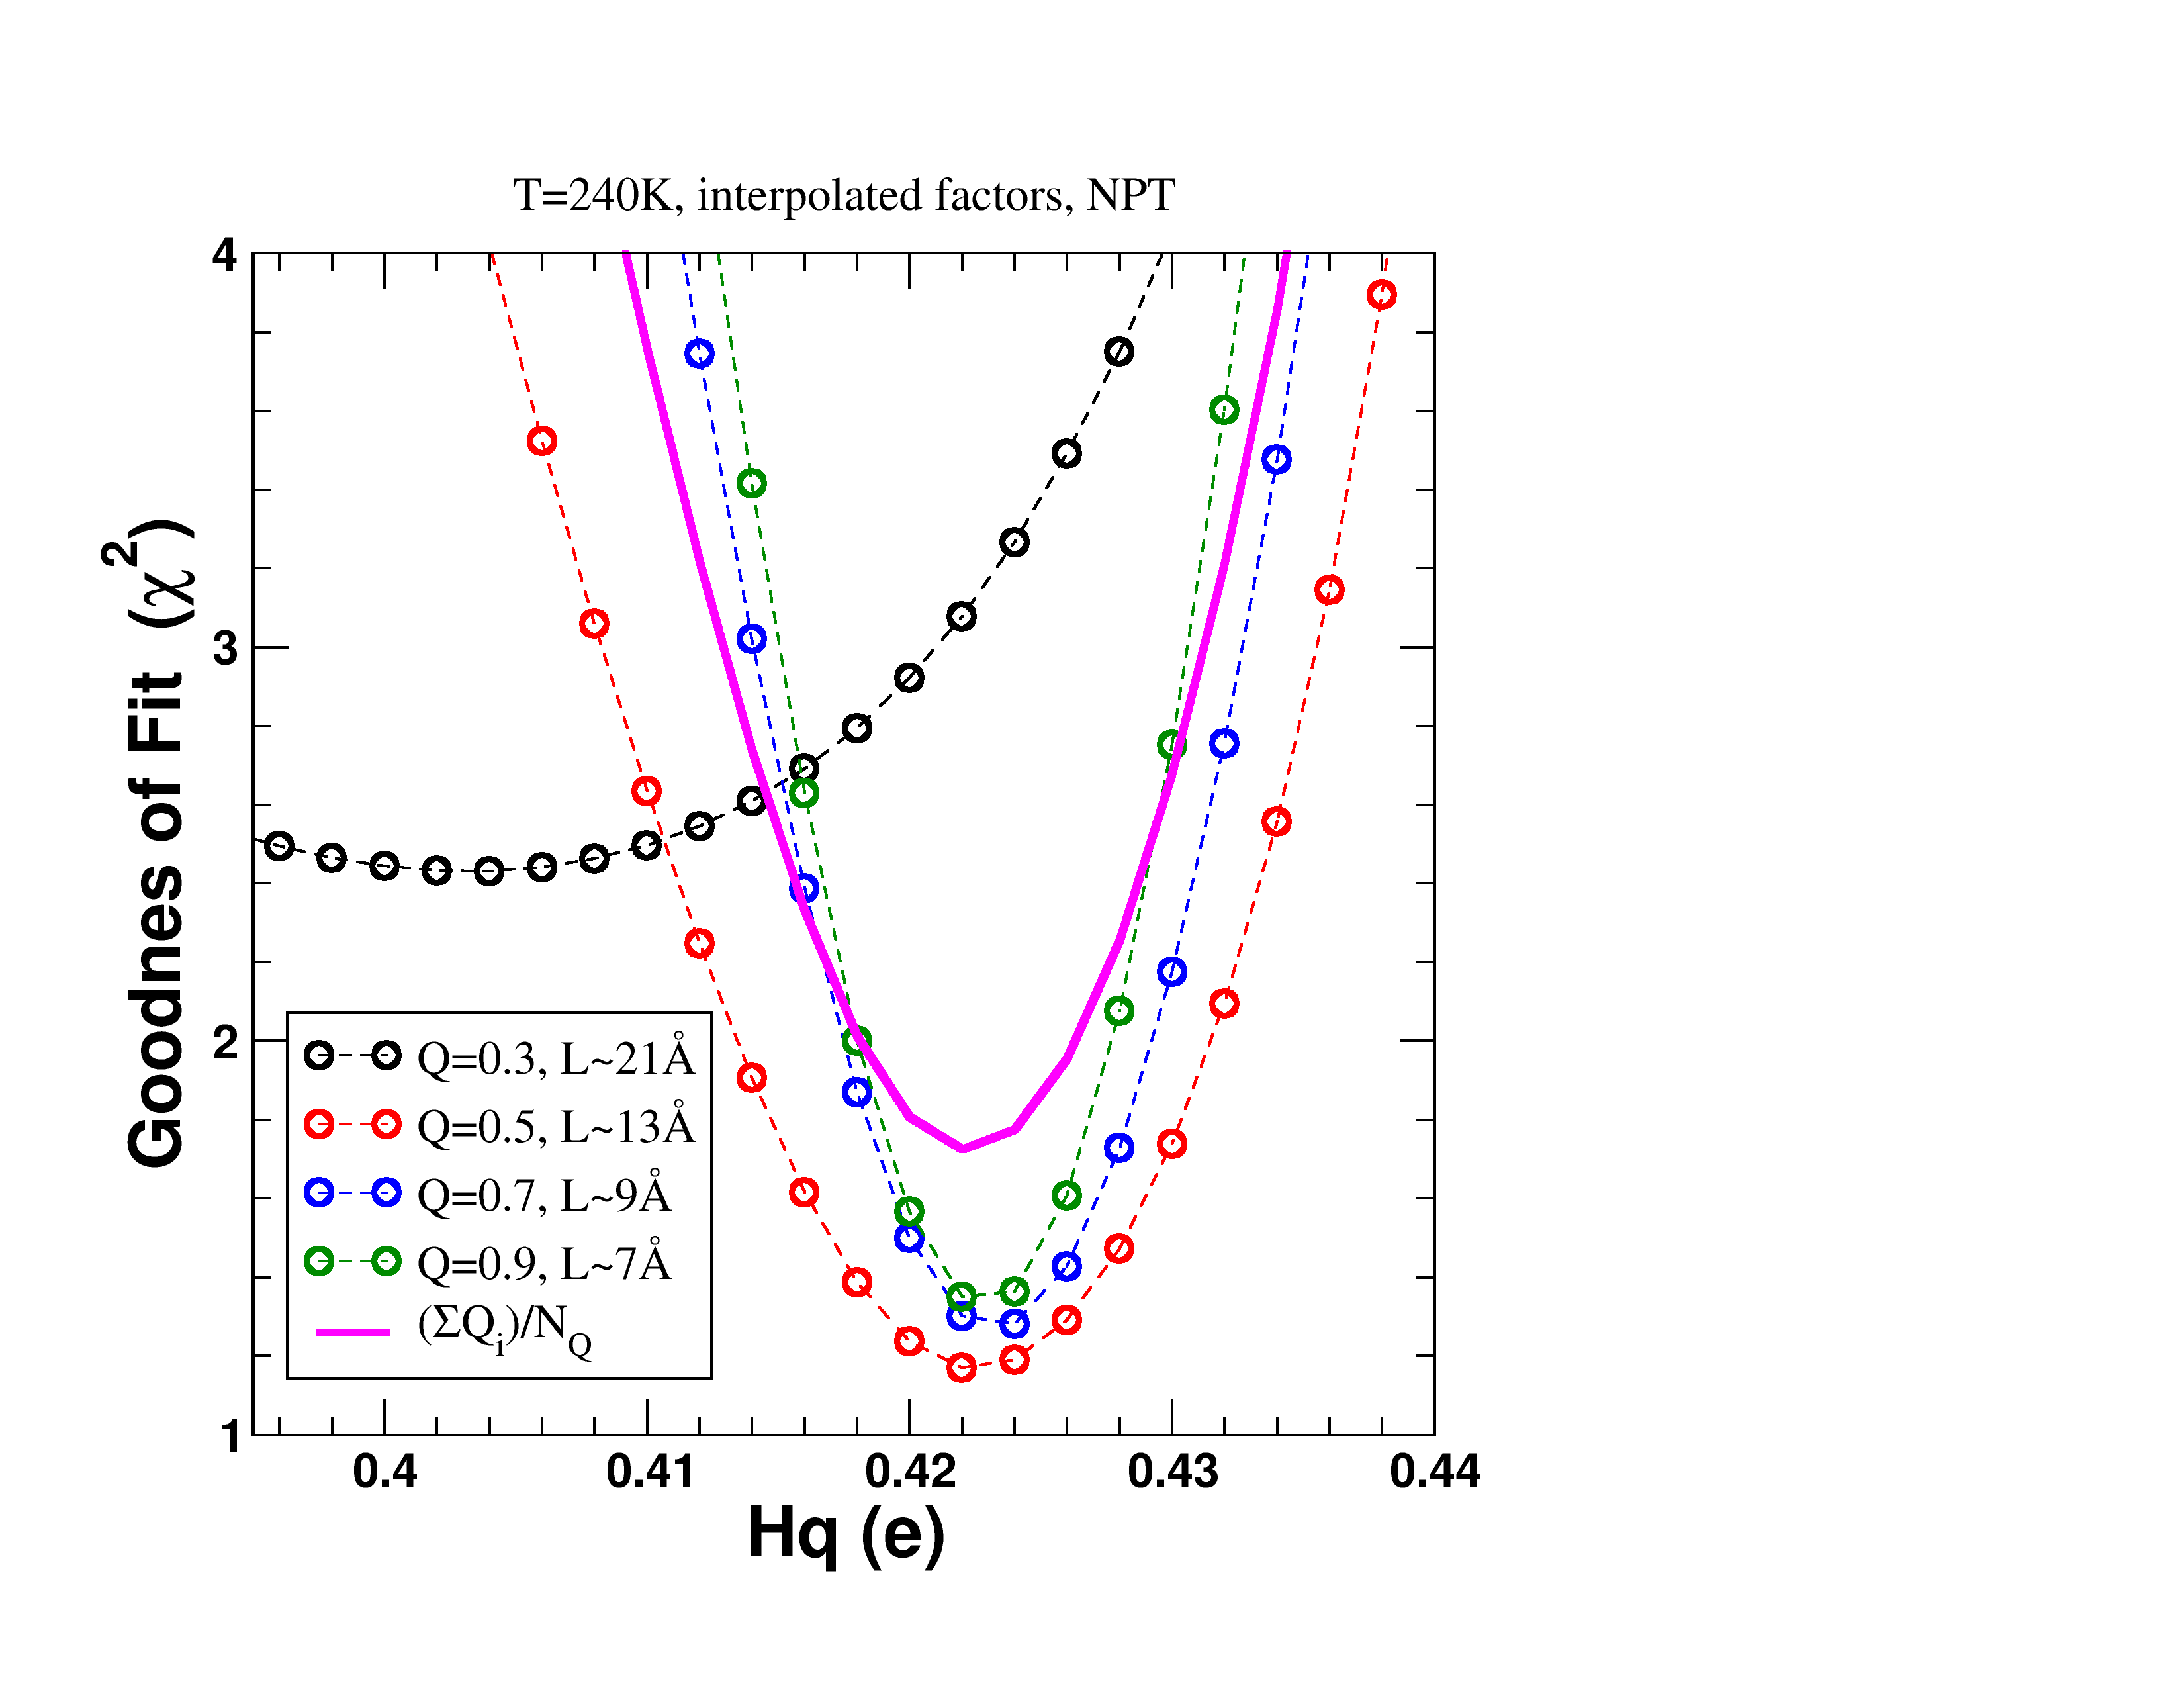 T=240K, interpolated factors, NPT
Goodnes of Fit (χ²)
4
3
2
1
Q=0.3, L~21Å
Q=0.5, L~13Å
Q=0.7, L~9Å
Q=0.9, L~7Å
(ΣQᵢ)/N_Q
0.4 0.41 0.42 0.43 0.44
Hq (e)